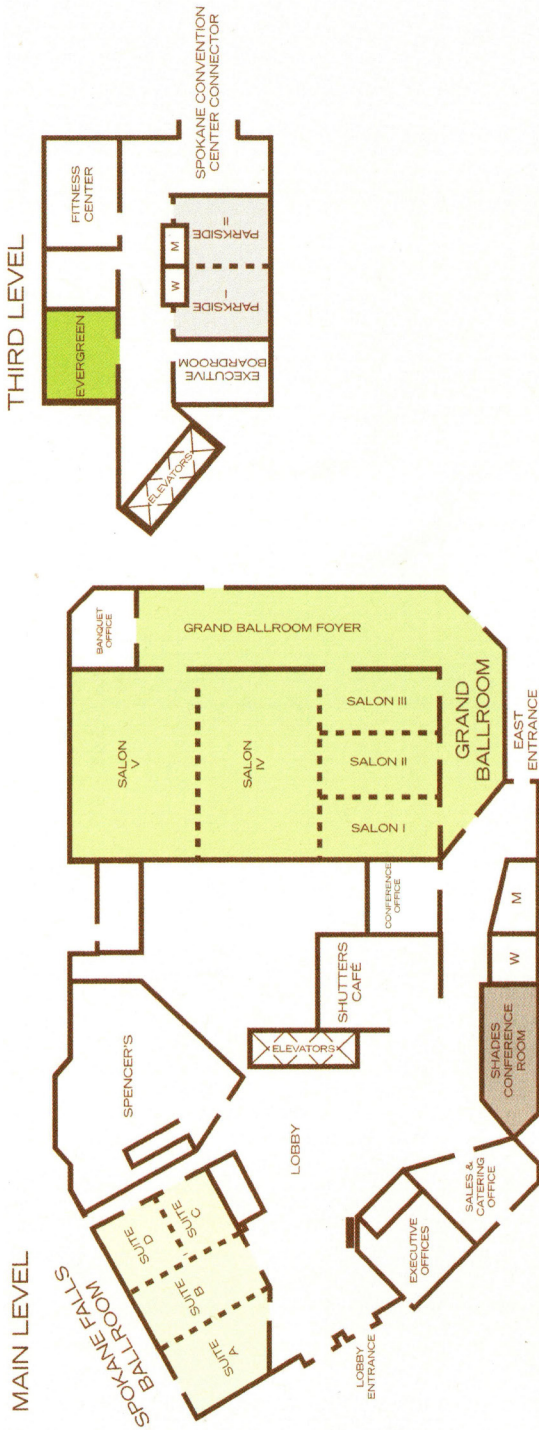 MAIN LEVEL
SPOKANE FALLS
BALLROOM
SUITE
A
SUITE
B
SUITE
C
SUITE
D
SPENCER'S
LOBBY
LOBBY
ENTRANCE
EXECUTIVE
OFFICES
SALES &
CATERING
OFFICE
SHADES
CONFERENCE
ROOM
W
M
EAST
ENTRANCE
ELEVATORS
SHUTTERS
CAFÉ
CONFERENCE
OFFICE
SALON
V
SALON
IV
SALON I
SALON II
SALON III
GRAND
BALLROOM
GRAND BALLROOM FOYER
BANQUET
OFFICE
THIRD LEVEL
EVERGREEN
FITNESS
CENTER
ELEVATORS
EXECUTIVE
BOARDROOM
PARKSIDE
I
PARKSIDE
II
W
M
SPOKANE CONVENTION
CENTER CONNECTOR